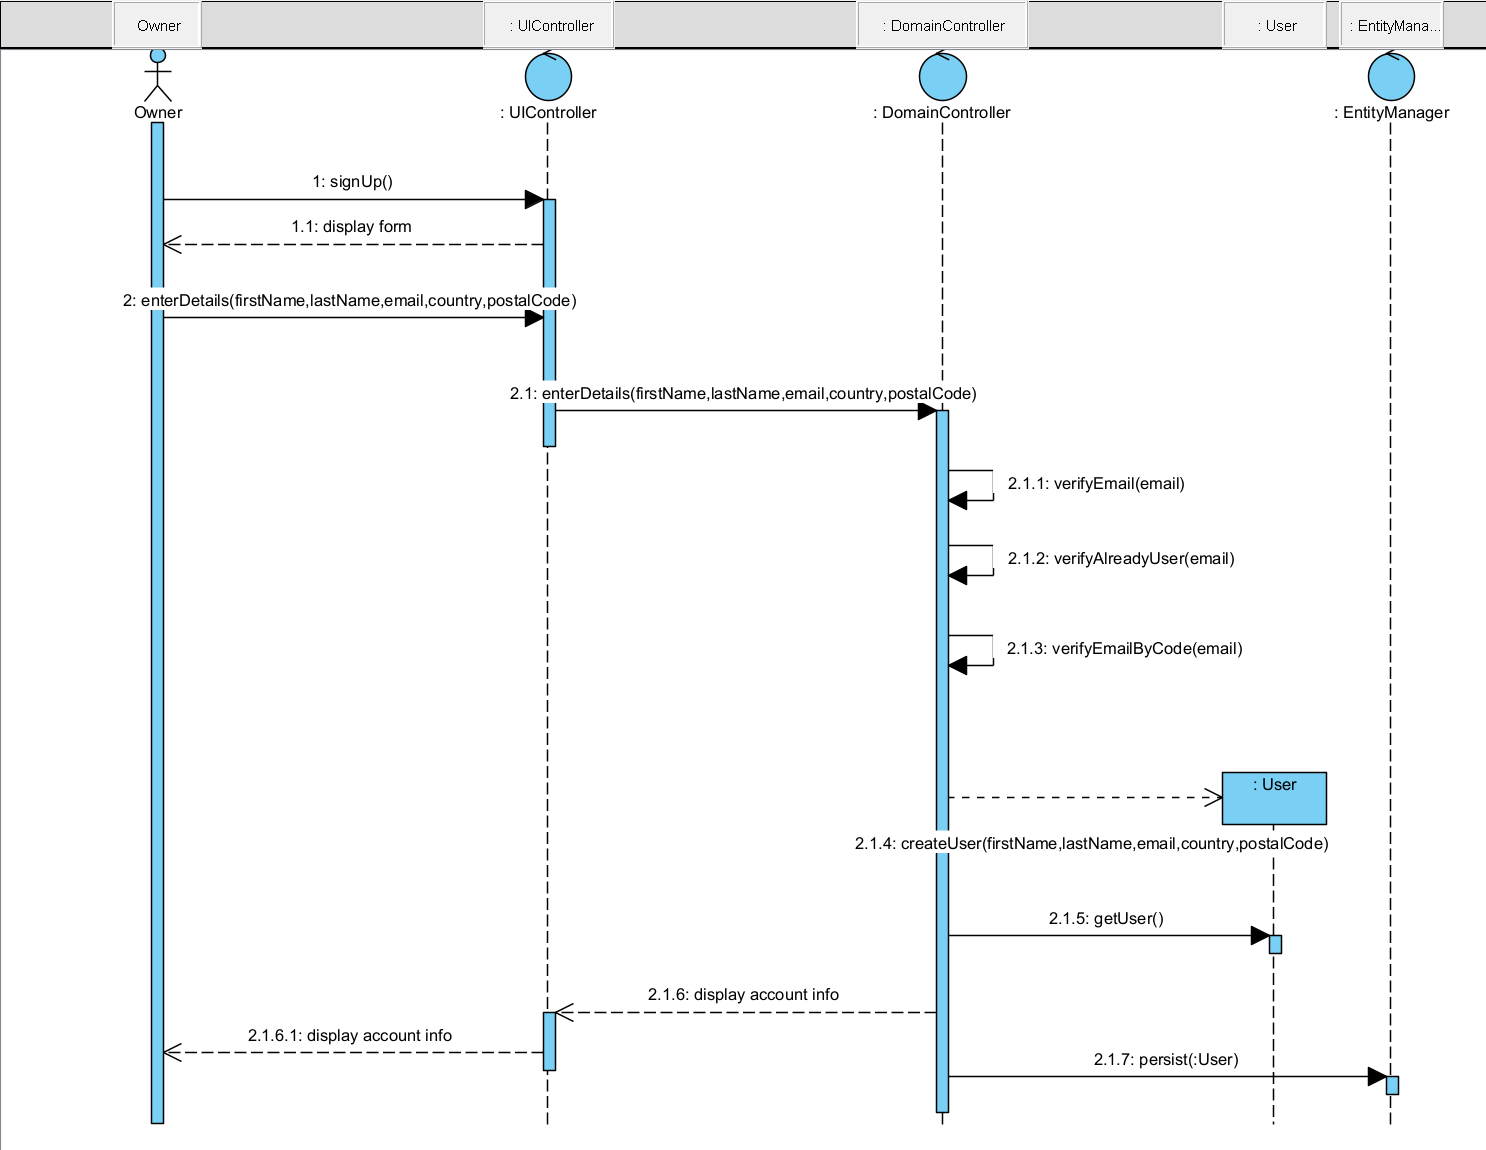 Owner
: UIController
: DomainController
: User
: EntityMana...
Owner
: UIController
: DomainController
: EntityManager
1: signUp()
1.1: display form
2: enterDetails(firstName,lastName,email,country,postalCode)
2.1: enterDetails(firstName,lastName,email,country,postalCode)
2.1.1: verifyEmail(email)
2.1.2: verifyAlreadyUser(email)
2.1.3: verifyEmailByCode(email)
: User
2.1.4: createUser(firstName,lastName,email,country,postalCode)
2.1.5: getUser()
2.1.6: display account info
2.1.6.1: display account info
2.1.7: persist(:User)